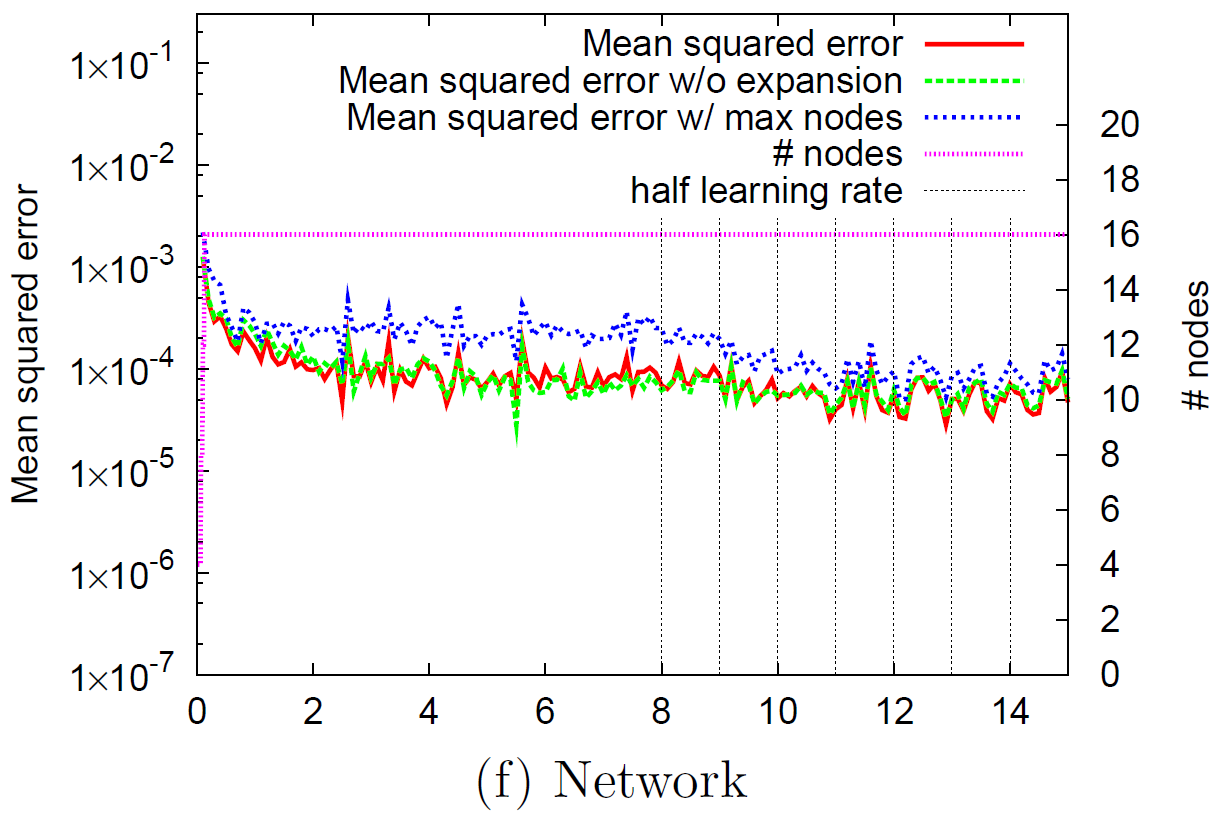 Mean squared error
Mean squared error w/o expansion
Mean squared error w/ max nodes
# nodes
half learning rate
1×10^-1
1×10^-2
1×10^-3
1×10^-4
1×10^-5
1×10^-6
1×10^-7
Mean squared error
20
18
16
14
12
10
8
6
4
2
0
# nodes
0 2 4 6 8 10 12 14
(f) Network